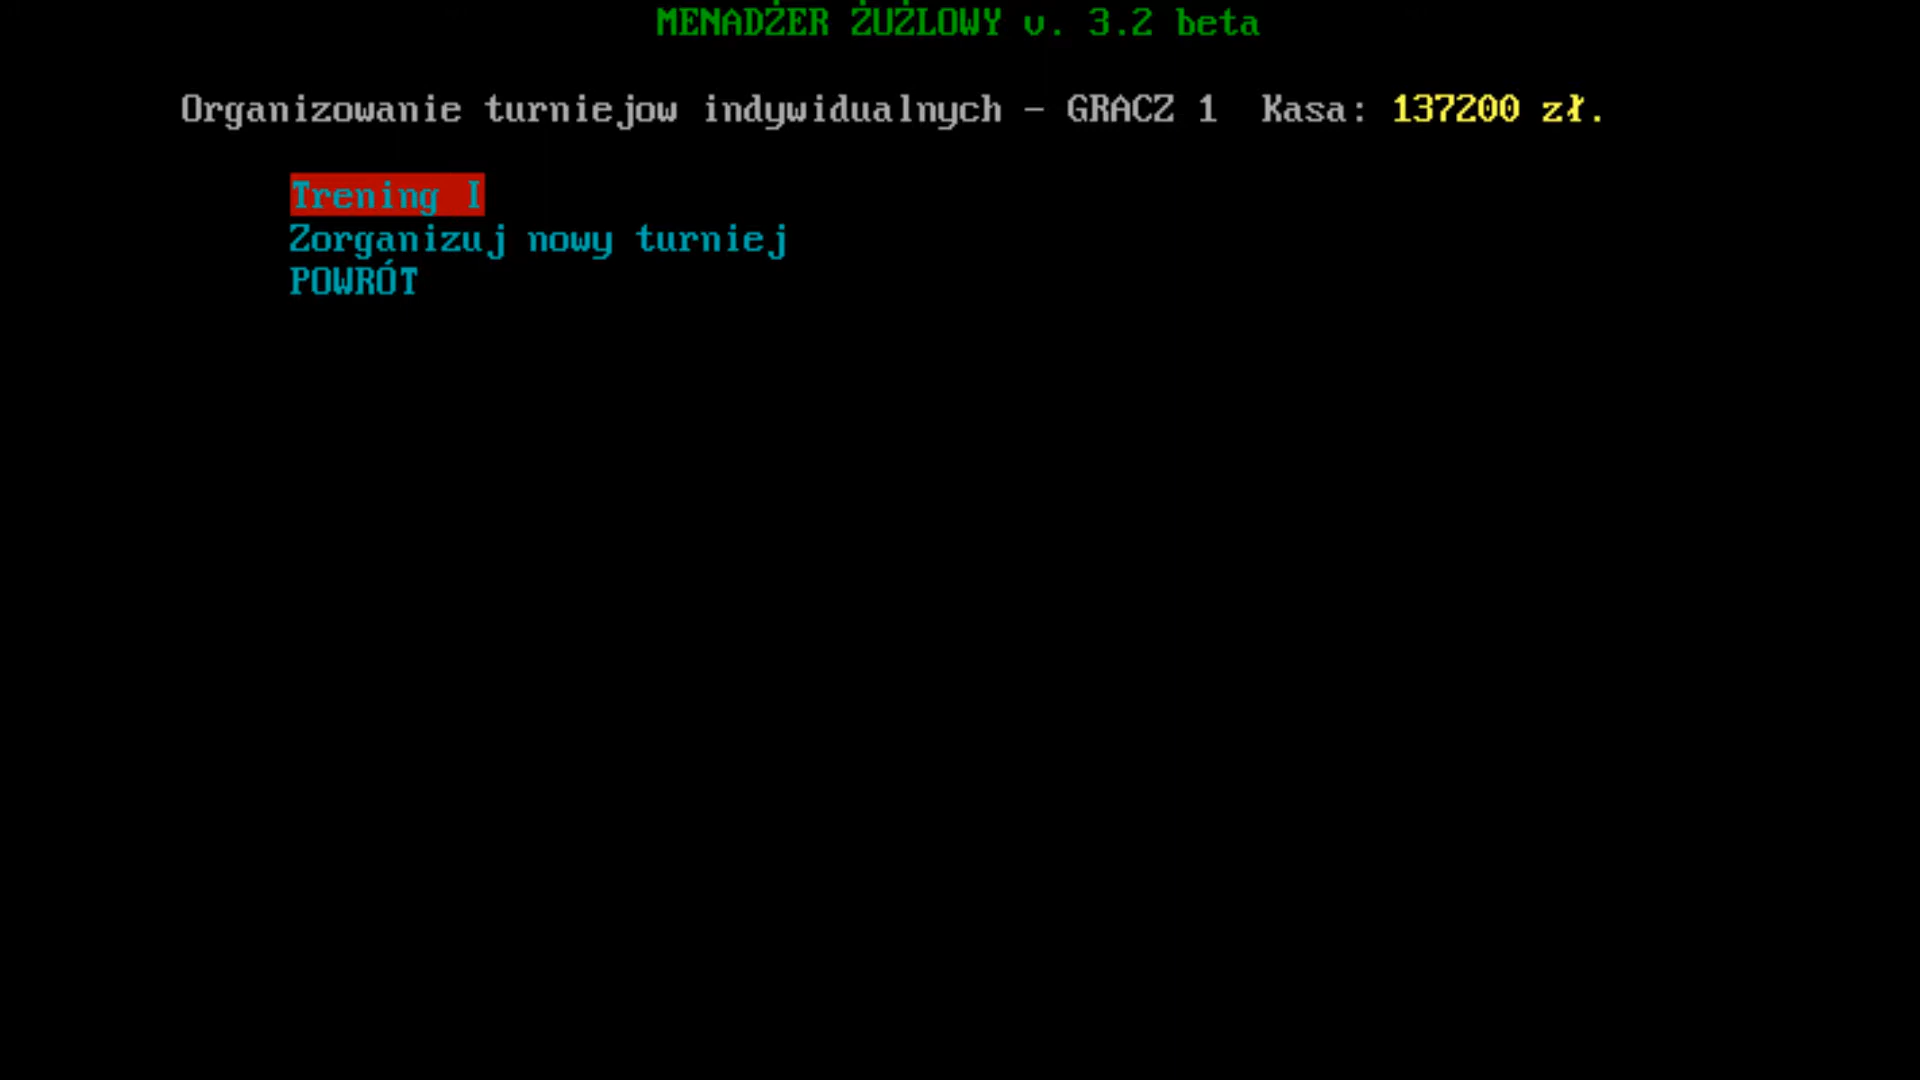 MENADŻER ŻUŻLOWY v. 3.2 beta
Organizowanie turniejow indywidualnych - GRACZ 1 Kasa: 137200 zł.
Trening I
Zorganizuj nowy turniej
POWRÓT